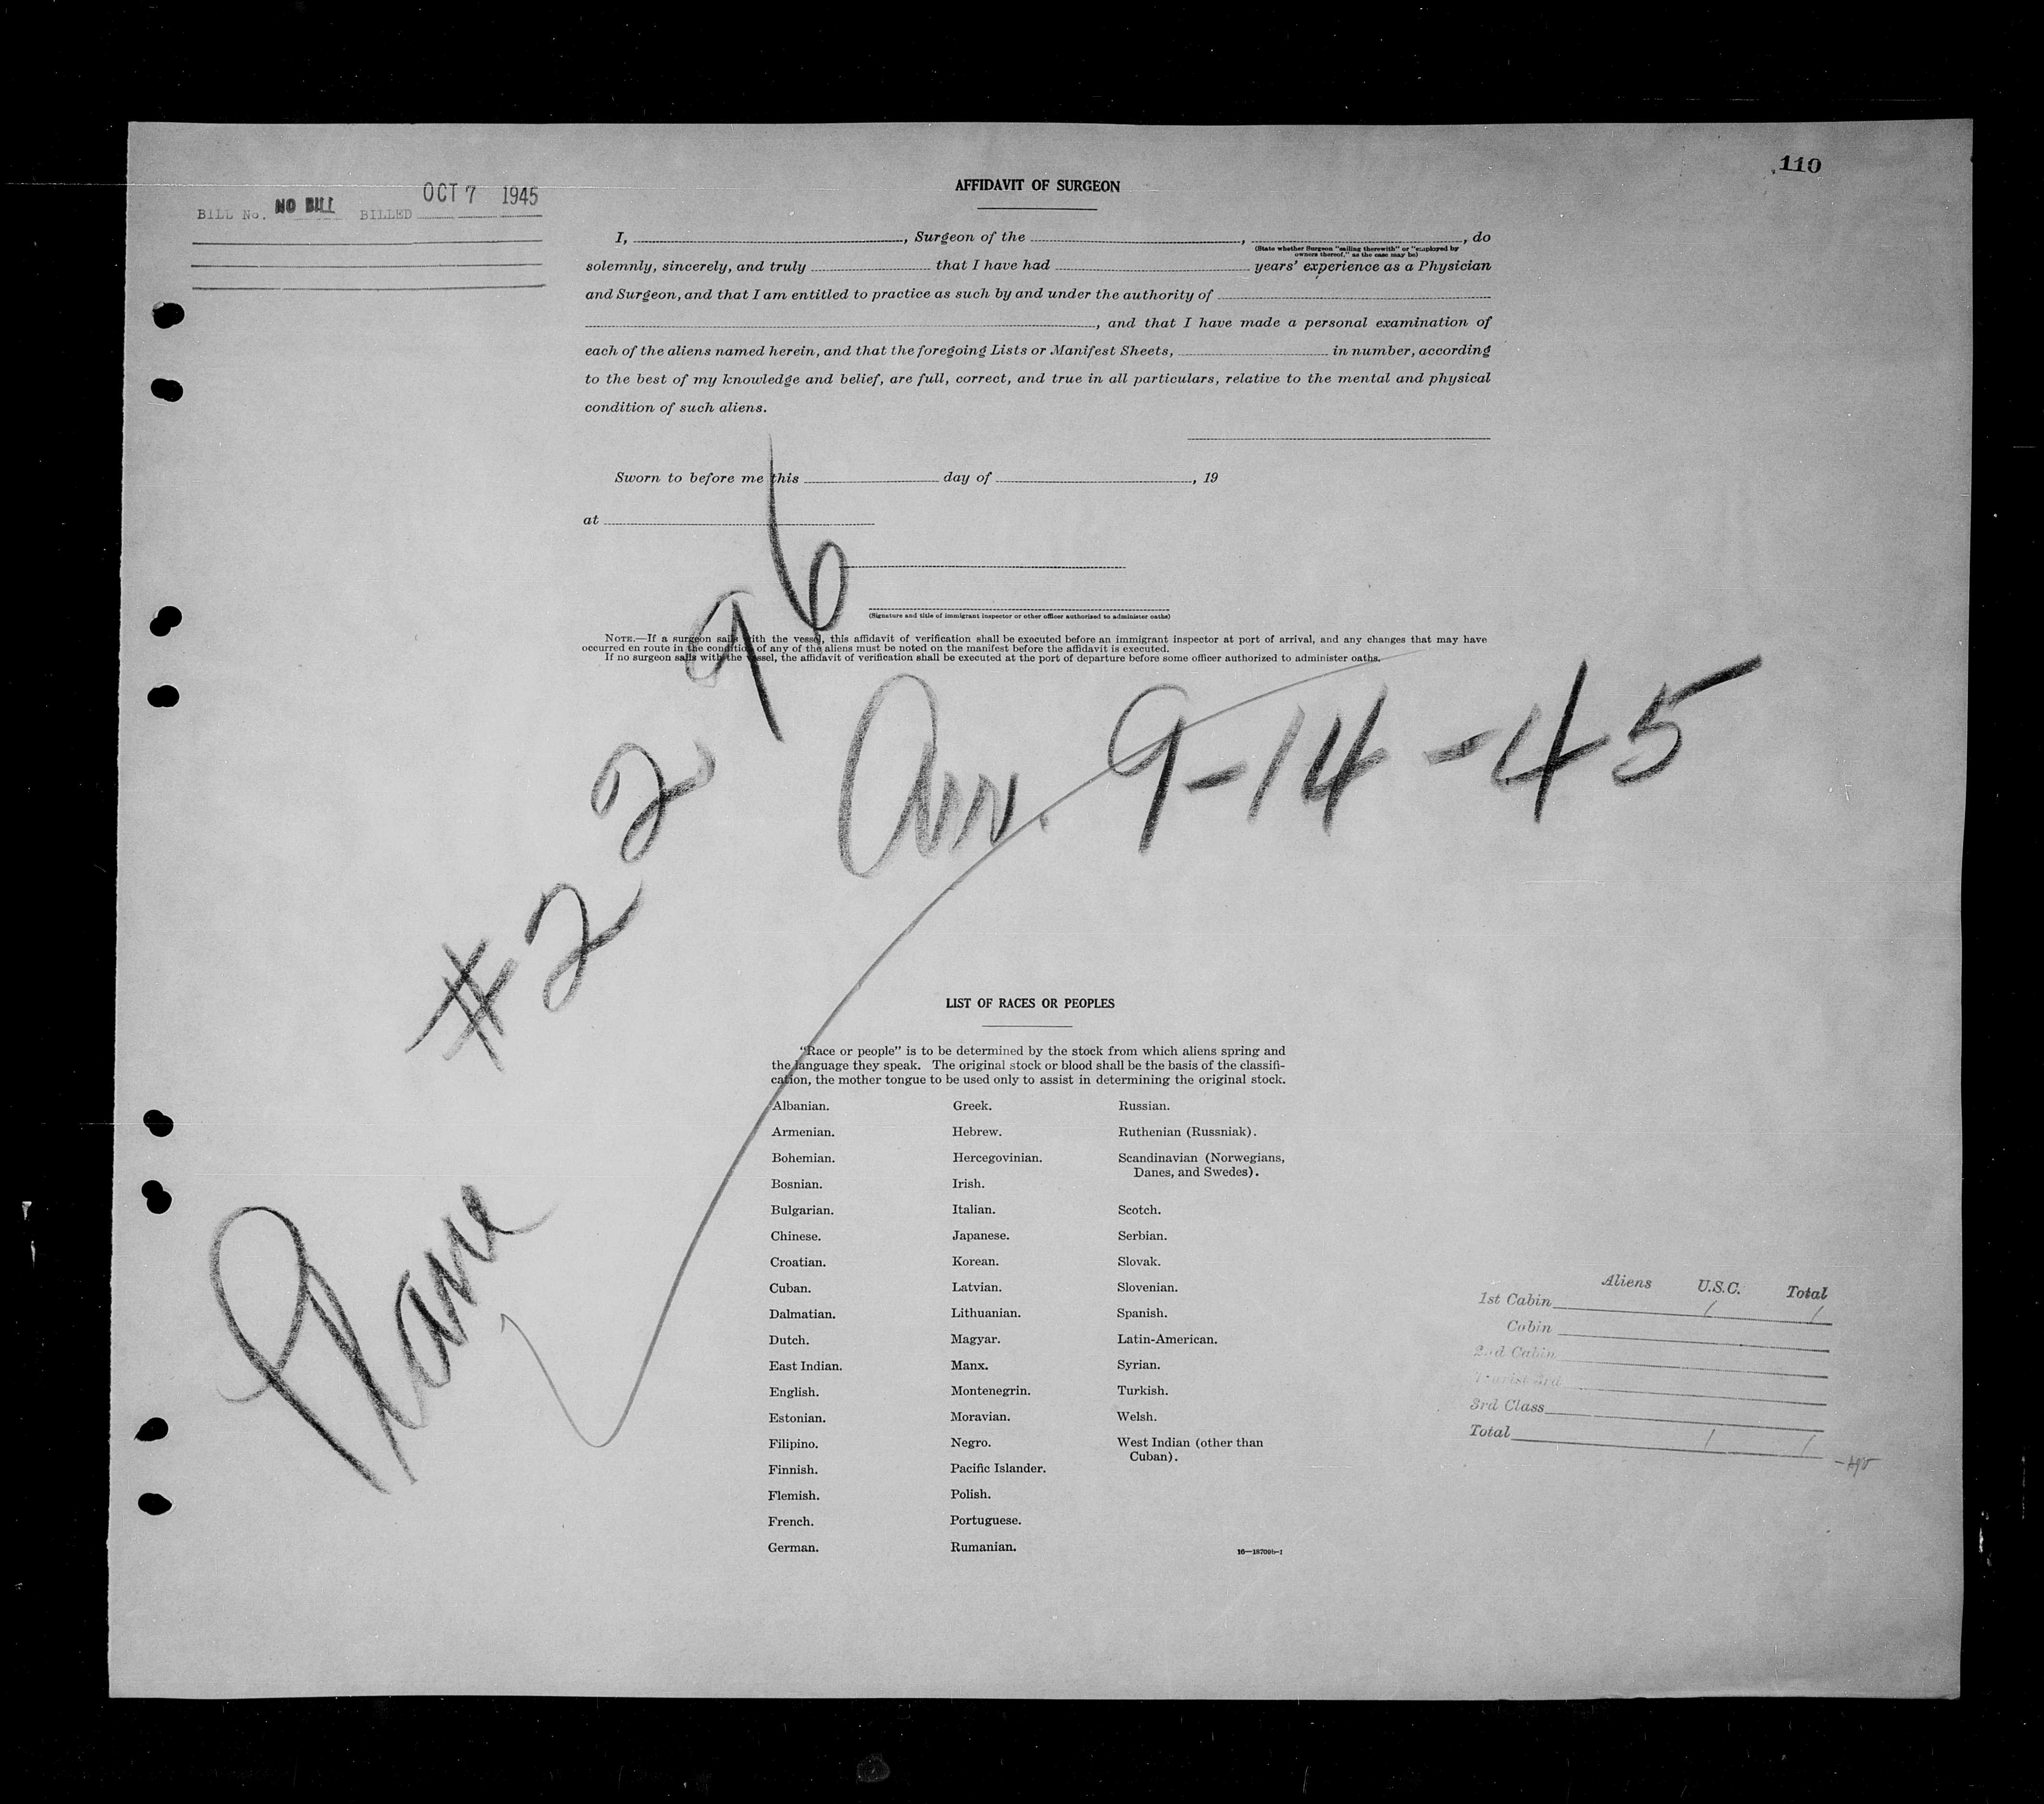 110
BILL No. NO BILL BILLED OCT 7 1945
AFFIDAVIT OF SURGEON
I, , Surgeon of the , , do
(State whether Surgeon "sailing therewith" or "employed by
owners thereof," as the case may be)
solemnly, sincerely, and truly that I have had years' experience as a Physician
and Surgeon, and that I am entitled to practice as such by and under the authority of
, and that I have made a personal examination of
each of the aliens named herein, and that the foregoing Lists or Manifest Sheets, in number, according
to the best of my knowledge and belief, are full, correct, and true in all particulars, relative to the mental and physical
condition of such aliens.
Sworn to before me this day of , 19
at
(Signature and title of immigrant inspector or other officer authorized to administer oaths)
NOTE.—If a surgeon sails with the vessel, this affidavit of verification shall be executed before an immigrant inspector at port of arrival, and any changes that may have
occurred en route in the condition of any of the aliens must be noted on the manifest before the affidavit is executed.
If no surgeon sails with the vessel, the affidavit of verification shall be executed at the port of departure before some officer authorized to administer oaths.
Plane #2296
Arr. 9-14-45
LIST OF RACES OR PEOPLES
"Race or people" is to be determined by the stock from which aliens spring and
the language they speak. The original stock or blood shall be the basis of the classifi-
cation, the mother tongue to be used only to assist in determining the original stock.
Albanian.
Armenian.
Bohemian.
Bosnian.
Bulgarian.
Chinese.
Croatian.
Cuban.
Dalmatian.
Dutch.
East Indian.
English.
Estonian.
Filipino.
Finnish.
Flemish.
French.
German.
Greek.
Hebrew.
Hercegovinian.
Irish.
Italian.
Japanese.
Korean.
Latvian.
Lithuanian.
Magyar.
Manx.
Montenegrin.
Moravian.
Negro.
Pacific Islander.
Polish.
Portuguese.
Rumanian.
Russian.
Ruthenian (Russniak).
Scandinavian (Norwegians,
Danes, and Swedes).
Scotch.
Serbian.
Slovak.
Slovenian.
Spanish.
Latin-American.
Syrian.
Turkish.
Welsh.
West Indian (other than
Cuban).
16—18709b-1
Aliens U.S.C. Total
1st Cabin 1 1
Cabin
2nd Cabin
Tourist 3rd
3rd Class
Total 1 1